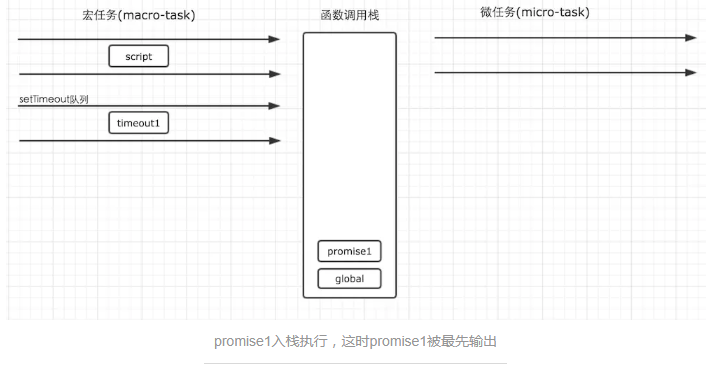 宏任务(macro-task)
函数调用栈
微任务(micro-task)
script
setTimeout队列
timeout1
promise1
global
promise1入栈执行，这时promise1被最先输出